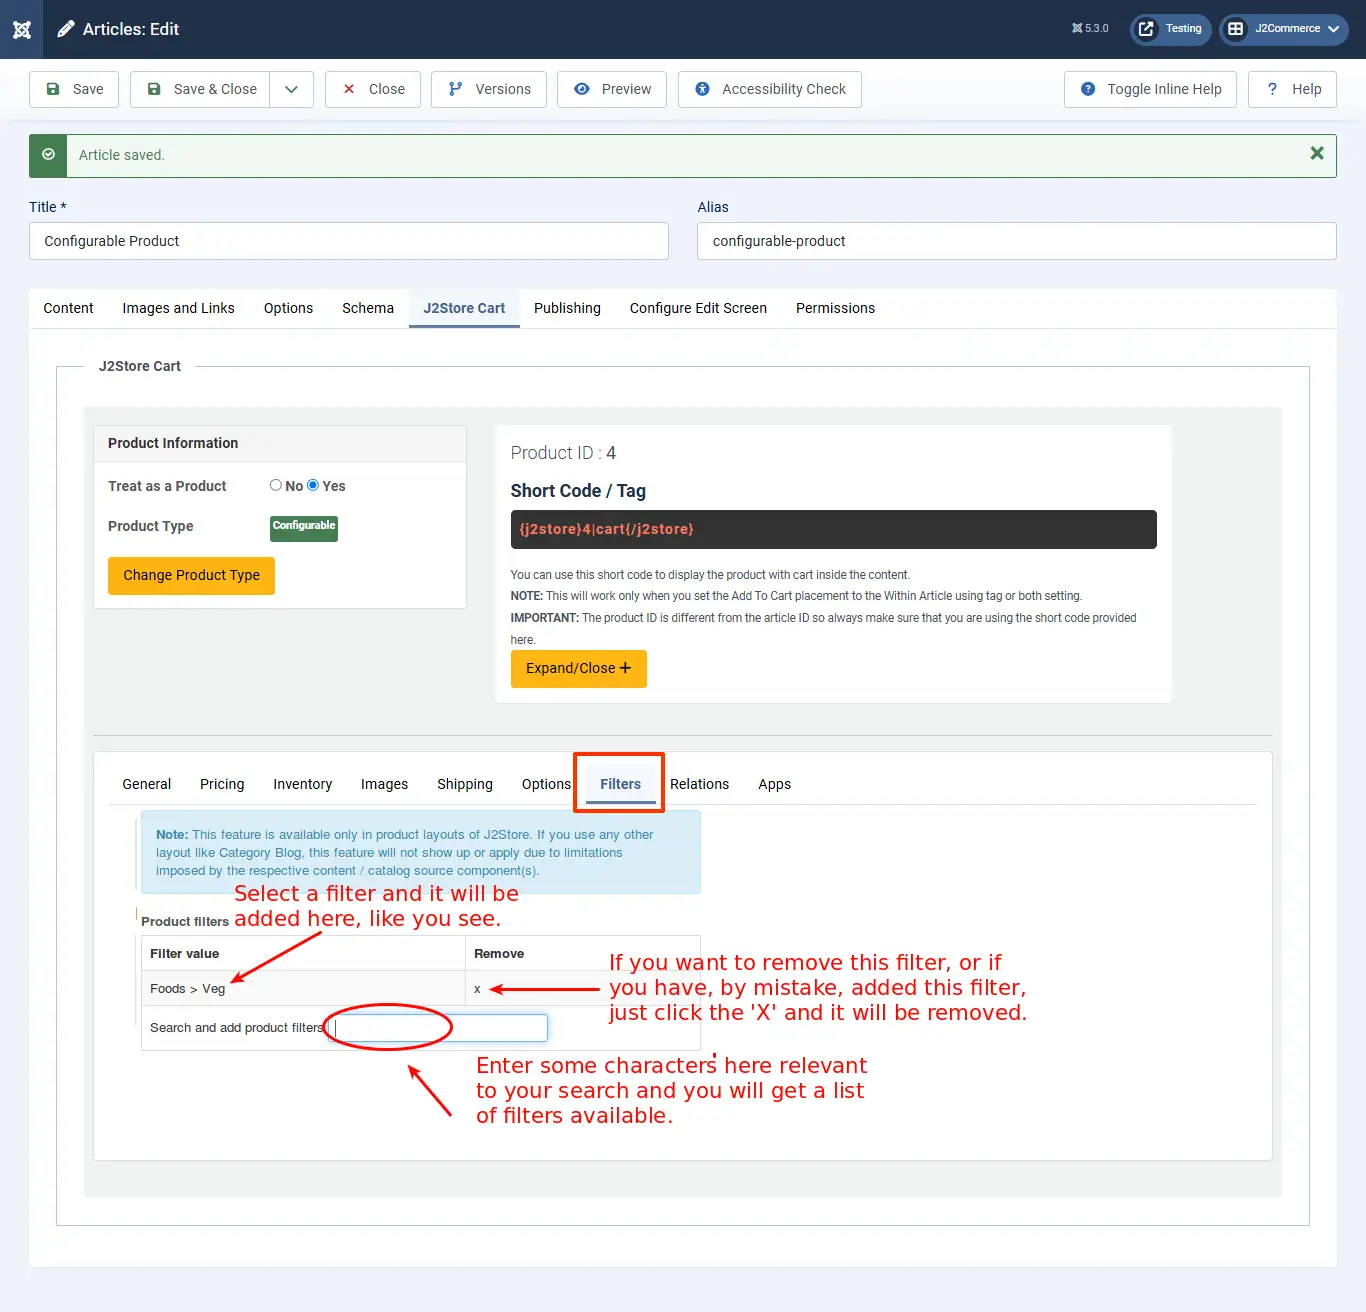 Articles: Edit
5.3.0
Testing
J2Commerce
Save
Save & Close
Close
Versions
Preview
Accessibility Check
Toggle Inline Help
? Help
Article saved.
Title *
Alias
Configurable Product
configurable-product
Content
Images and Links
Options
Schema
J2Store Cart
Publishing
Configure Edit Screen
Permissions
J2Store Cart
Product Information
Treat as a Product
No
Yes
Product Type
Configurable
Change Product Type
Product ID : 4
Short Code / Tag
{j2store}4|cart{/j2store}
You can use this short code to display the product with cart inside the content.
NOTE: This will work only when you set the Add To Cart placement to the Within Article using tag or both setting.
IMPORTANT: The product ID is different from the article ID so always make sure that you are using the short code provided
here.
Expand/Close +
General
Pricing
Inventory
Images
Shipping
Options
Filters
Relations
Apps
Note: This feature is available only in product layouts of J2Store. If you use any other
layout like Category Blog, this feature will not show up or apply due to limitations
imposed by the respective content / catalog source component(s).
Select a filter and it will be
added here, like you see.
Product filters
Filter value
Remove
Foods > Veg
x
If you want to remove this filter, or if
you have, by mistake, added this filter,
just click the 'X' and it will be removed.
Search and add product filters
Enter some characters here relevant
to your search and you will get a list
of filters available.